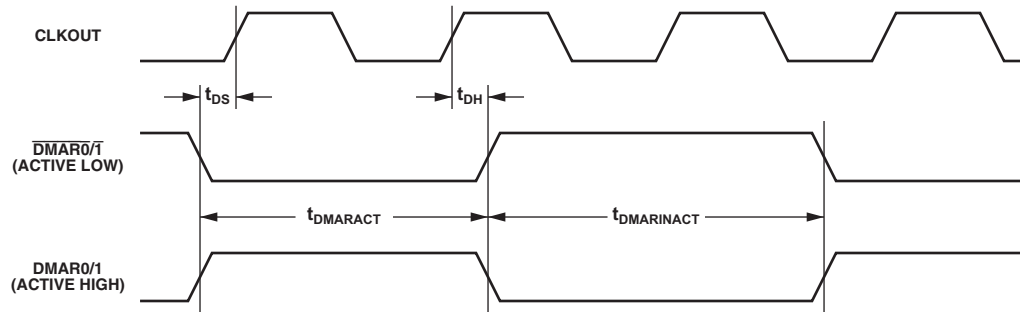 CLKOUT
tDS
tDH
DMAR0/1
(ACTIVE LOW)
tDMARACT
tDMARINACT
DMAR0/1
(ACTIVE HIGH)